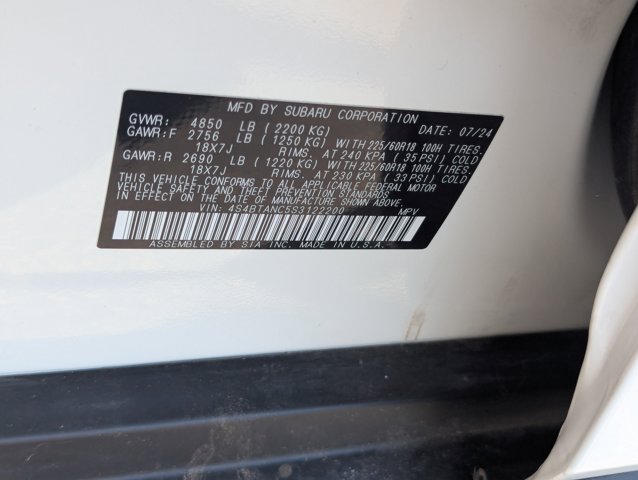 MFD BY SUBARU CORPORATION
GVWR: 4850 LB (2200 KG) DATE: 07/24
GAWR:F 2756 LB (1250 KG) WITH 225/60R18 100H TIRES.
18X7J RIMS. AT 240 KPA (35 PSI) COLD
GAWR:R 2690 LB (1220 KG) WITH 225/60R18 100H TIRES.
18X7J RIMS. AT 230 KPA (33 PSI) COLD
THIS VEHICLE CONFORMS TO ALL APPLICABLE FEDERAL MOTOR
VEHICLE SAFETY AND THEFT PREVENTION STANDARDS
IN EFFECT ON THE DATE OF MANUFACTURE SHOWN ABOVE.
VIN: 4S4BTANC5S3122200 MPV
ASSEMBLED BY SIA INC. MADE IN U.S.A.